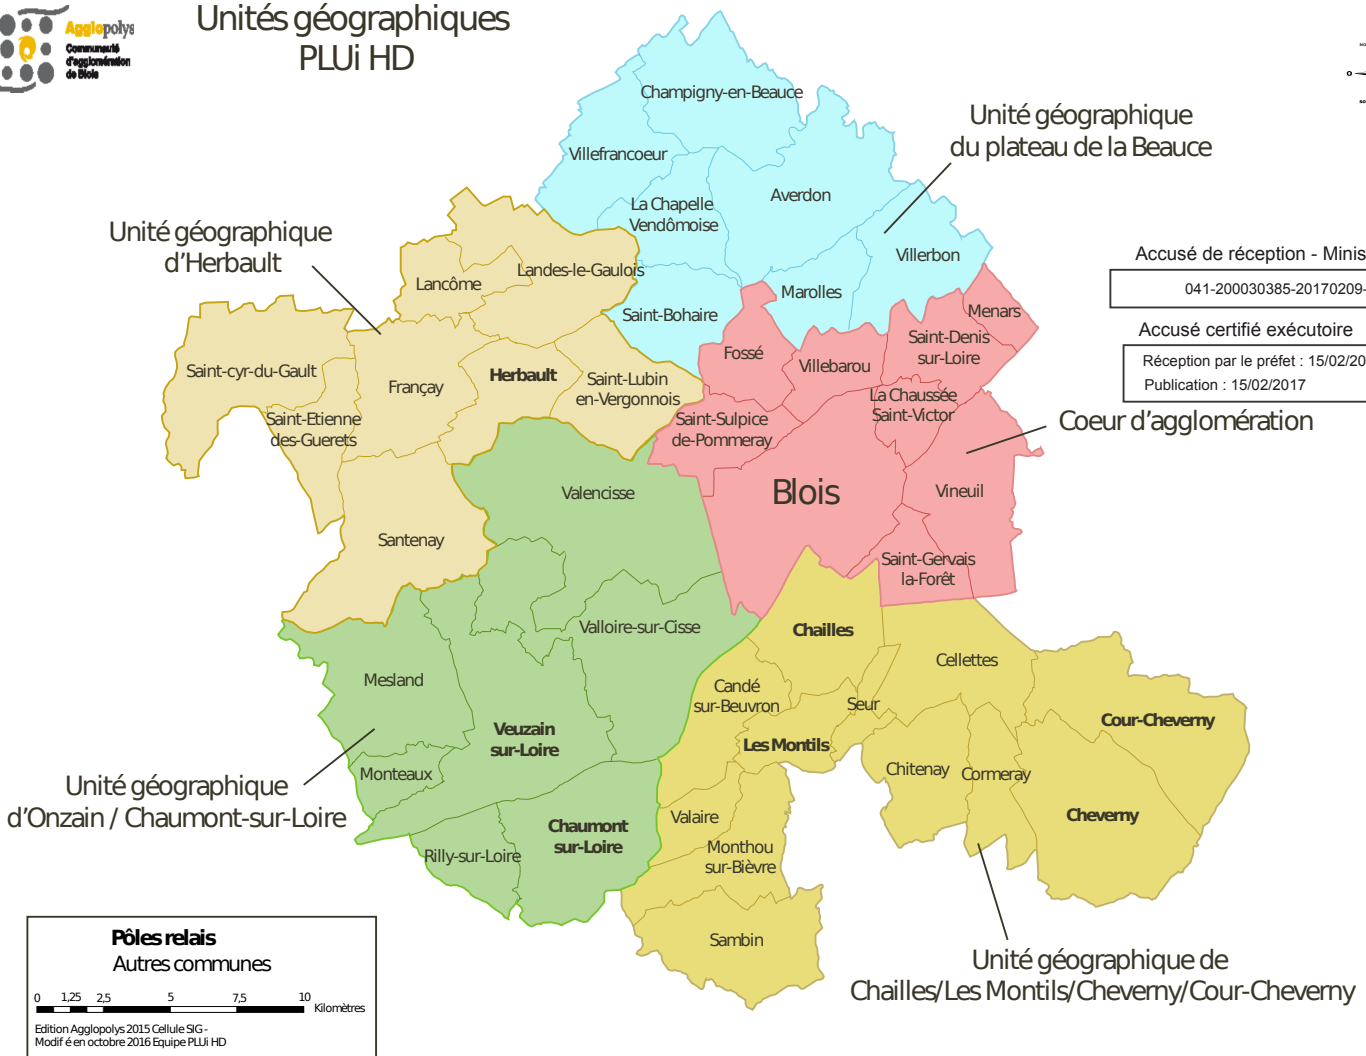 Agglopolys
Communauté
d'agglomération
de Blois
Unités géographiques
PLUi HD
Champigny-en-Beauce
Villefrancoeur
Averdon
La Chapelle
Vendômoise
Villerbon
Marolles
Saint-Bohaire
Unité géographique
du plateau de la Beauce
Unité géographique
d'Herbault
Landes-le-Gaulois
Lancôme
Saint-cyr-du-Gault
Françay
Herbault
Saint-Lubin
en-Vergonnois
Saint-Etienne
des-Guerets
Santenay
Accusé de réception - Minis
041-200030385-20170209-
Accusé certifié exécutoire
Réception par le préfet : 15/02/20
Publication : 15/02/2017
Menars
Saint-Denis
sur-Loire
Fossé
Villebarou
La Chaussée
Saint-Victor
Saint-Sulpice
de-Pommeray
Blois
Vineuil
Saint-Gervais
la-Forêt
Coeur d'agglomération
Valencisse
Valloire-sur-Cisse
Mesland
Veuzain
sur-Loire
Monteaux
Chaumont
sur-Loire
Rilly-sur-Loire
Unité géographique
d'Onzain / Chaumont-sur-Loire
Chailles
Cellettes
Candé
sur-Beuvron
Seur
Cour-Cheverny
Les Montils
Chitenay
Cormeray
Cheverny
Valaire
Monthou
sur-Bièvre
Sambin
Unité géographique de
Chailles/Les Montils/Cheverny/Cour-Cheverny
Pôles relais
Autres communes
0 1,25 2,5 5 7,5 10
Kilomètres
Edition Agglopolys 2015 Cellule SIG -
Modif é en octobre 2016 Equipe PLUi HD